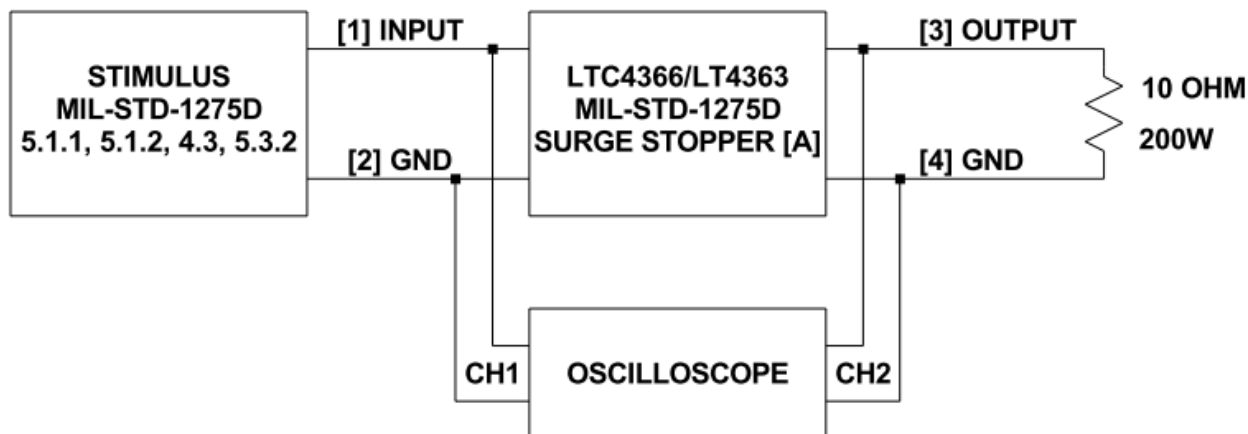 [1] INPUT
[3] OUTPUT
STIMULUS
MIL-STD-1275D
5.1.1, 5.1.2, 4.3, 5.3.2
LTC4366/LT4363
MIL-STD-1275D
SURGE STOPPER [A]
10 OHM
200W
[2] GND
[4] GND
CH1
OSCILLOSCOPE
CH2